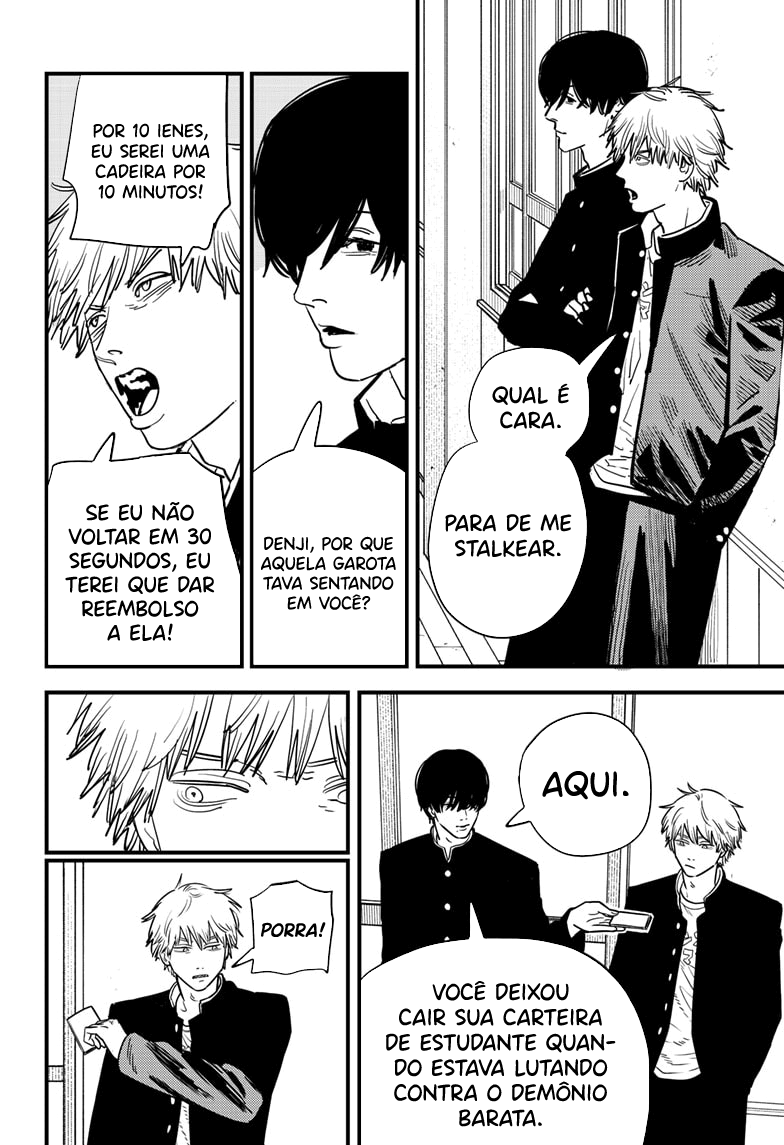 QUAL É
CARA.
PARA DE ME
STALKEAR.
DENJI, POR QUE
AQUELA GAROTA
TAVA SENTANDO
EM VOCÊ?
POR 10 IENES,
EU SEREI UMA
CADEIRA POR
10 MINUTOS!
SE EU NÃO
VOLTAR EM 30
SEGUNDOS, EU
TEREI QUE DAR
REEMBOLSO
A ELA!
AQUI.
VOCÊ DEIXOU
CAIR SUA CARTEIRA
DE ESTUDANTE QUAN-
DO ESTAVA LUTANDO
CONTRA O DEMÔNIO
BARATA.
PORRA!